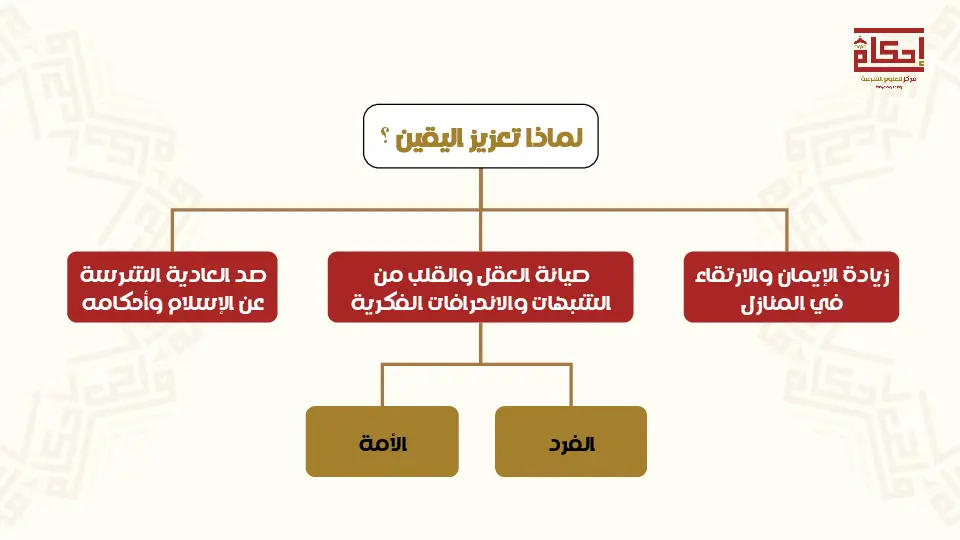 إحكام
مركز للعلوم الشرعية
لماذا تعزيز اليقين ؟
زيادة الإيمان والارتقاء
في المنازل
صيانة العقل والقلب من
الشبهات والانحرافات الفكرية
صد العادية الشرسة
عن الإسلام وأحكامه
الفرد
الأمة